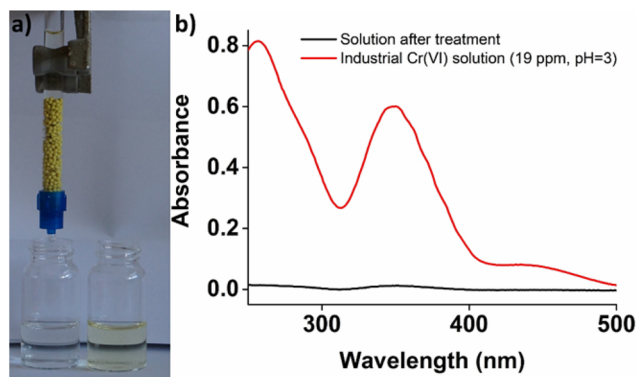 a)
b)
Solution after treatment
Industrial Cr(VI) solution (19 ppm, pH=3)
Absorbance
0.8
0.6
0.4
0.2
0.0
300
400
500
Wavelength (nm)